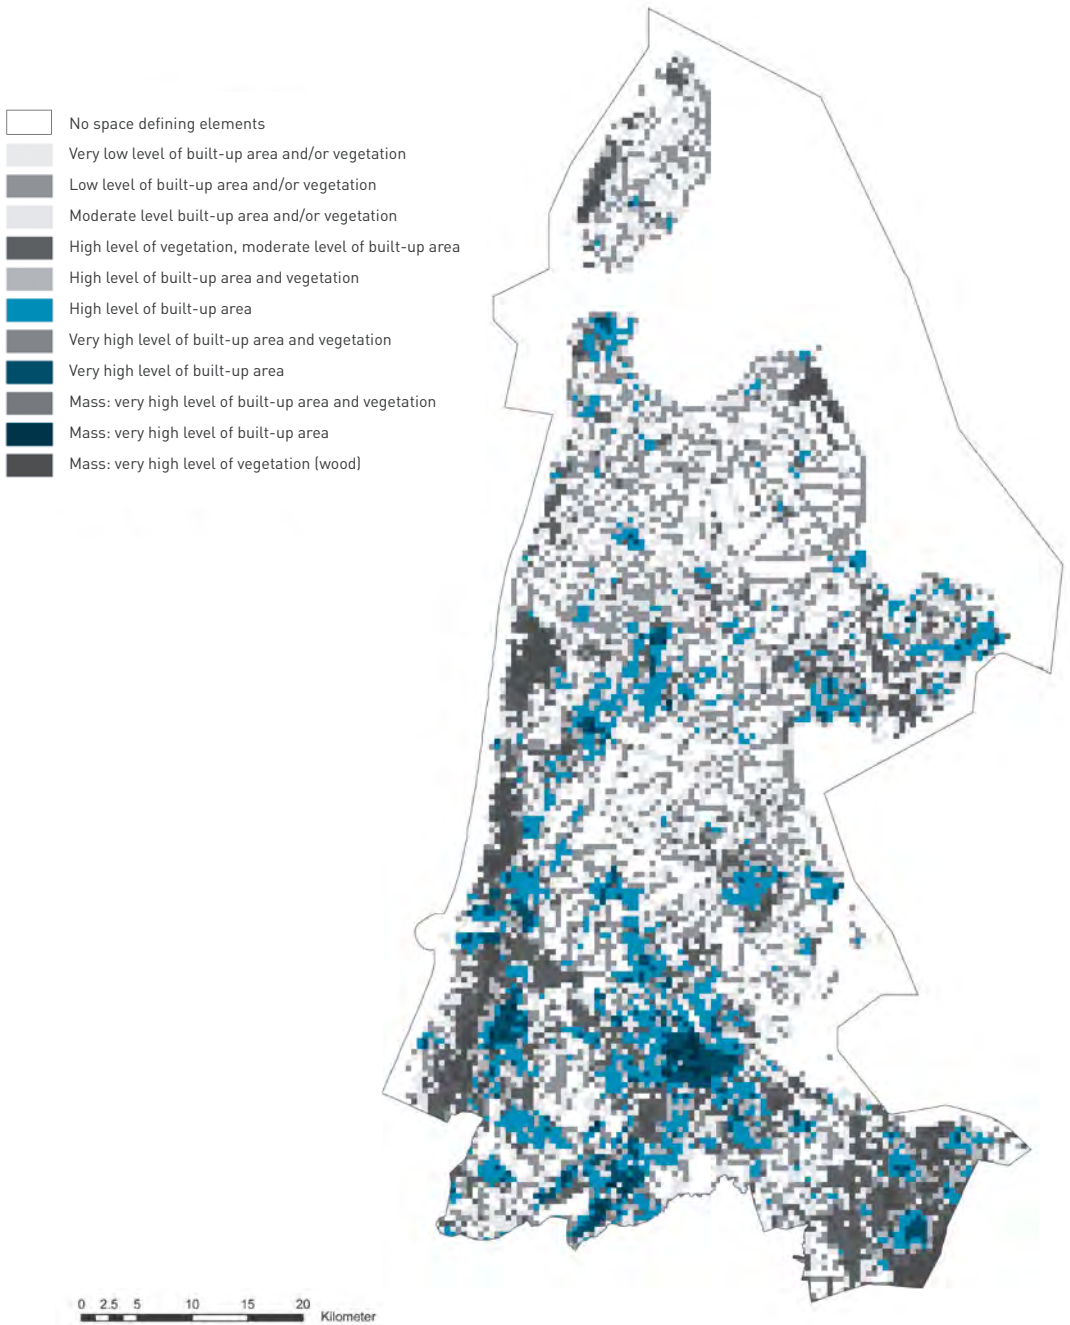 No space defining elements
Very low level of built-up area and/or vegetation
Low level of built-up area and/or vegetation
Moderate level built-up area and/or vegetation
High level of vegetation, moderate level of built-up area
High level of built-up area and vegetation
High level of built-up area
Very high level of built-up area and vegetation
Very high level of built-up area
Mass: very high level of built-up area and vegetation
Mass: very high level of built-up area
Mass: very high level of vegetation (wood)
0 2.5 5 10 15 20
Kilometer